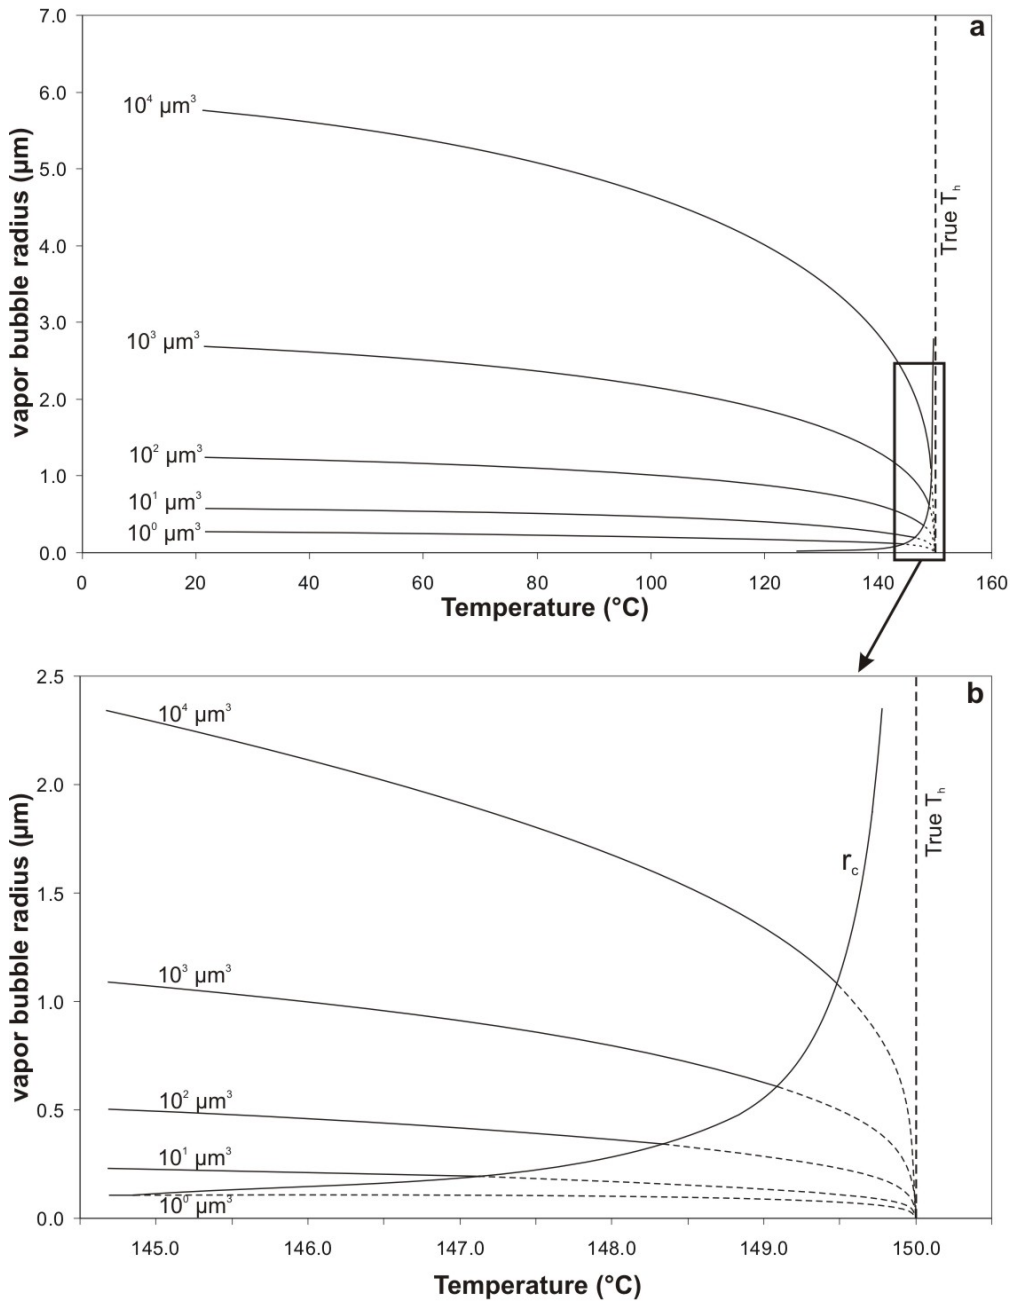 a
7.0
6.0
5.0
4.0
3.0
2.0
1.0
0.0
vapor bubble radius (µm)
10⁴ µm³
10³ µm³
10² µm³
10¹ µm³
10⁰ µm³
True Tₕ
0 20 40 60 80 100 120 140 160
Temperature (°C)
b
2.5
2.0
1.5
1.0
0.5
0.0
vapor bubble radius (µm)
10⁴ µm³
10³ µm³
10² µm³
10¹ µm³
10⁰ µm³
r꜀
True Tₕ
145.0 146.0 147.0 148.0 149.0 150.0
Temperature (°C)